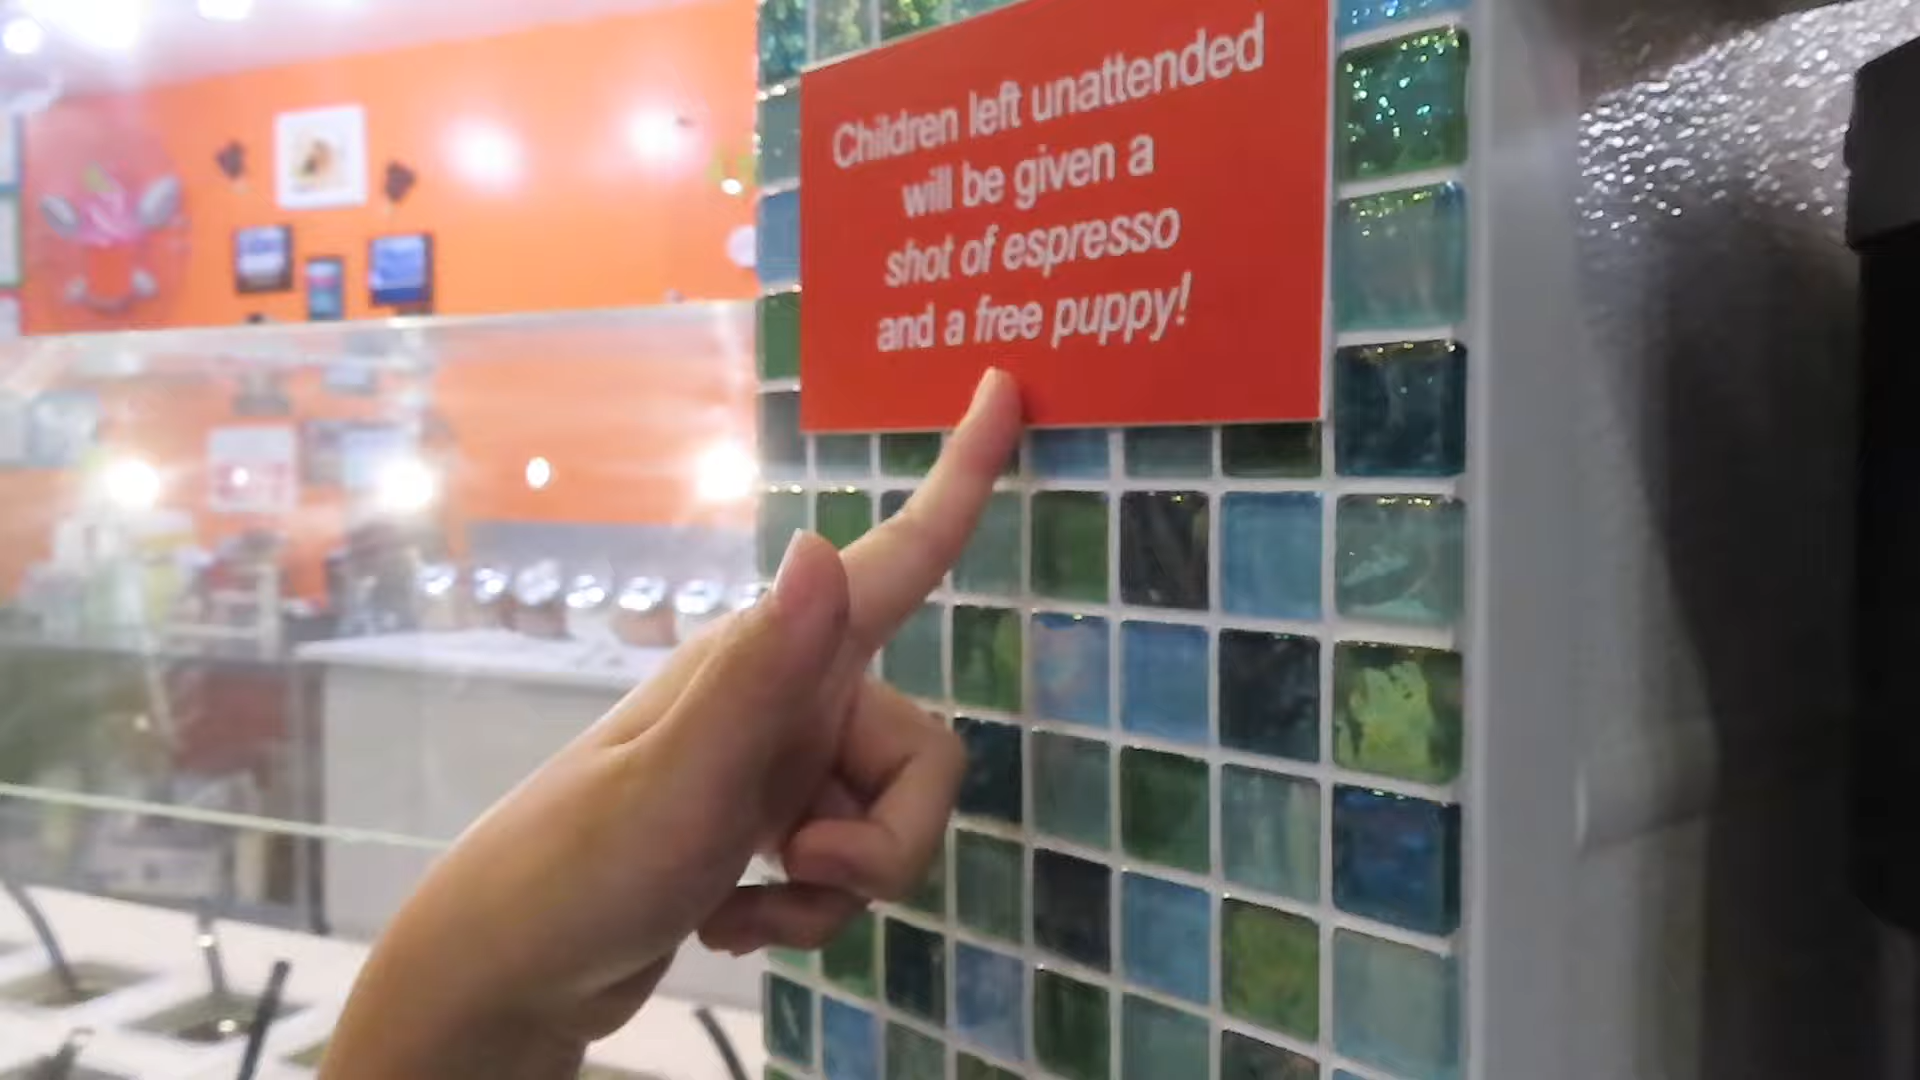 Children left unattended
will be given a
shot of espresso
and a free puppy!